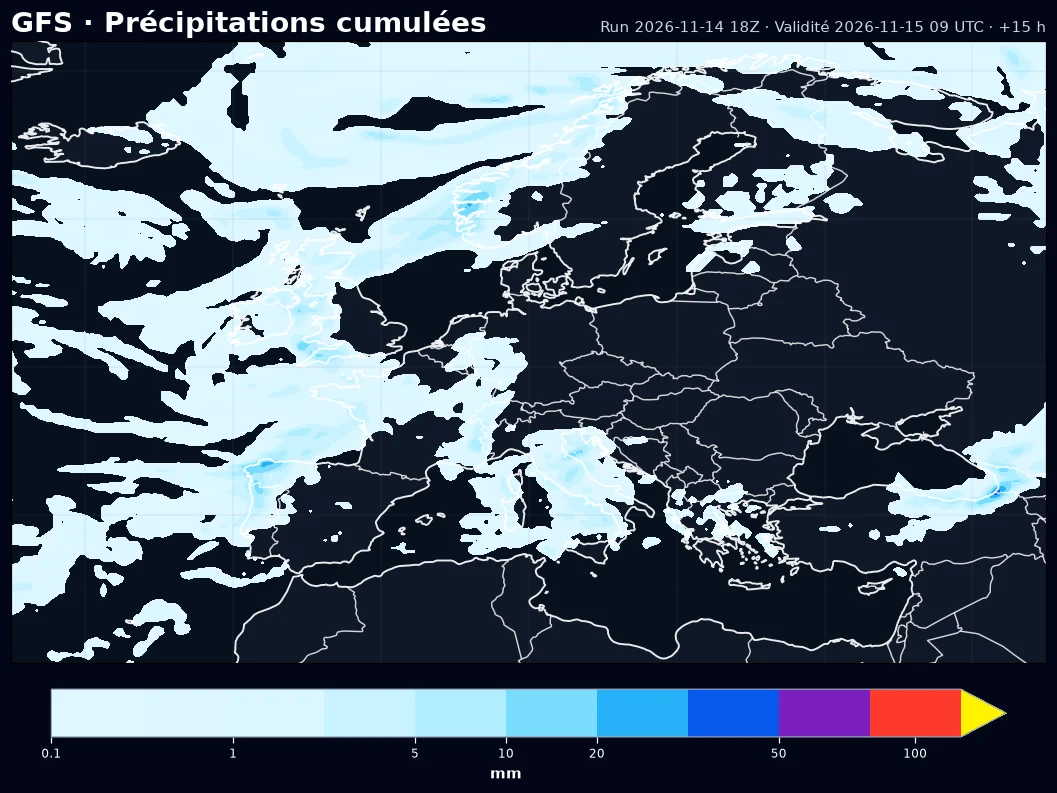 GFS · Précipitations cumulées
Run 2026-11-14 18Z · Validité 2026-11-15 09 UTC · +15 h
0.1 1 5 10 20 50 100
mm